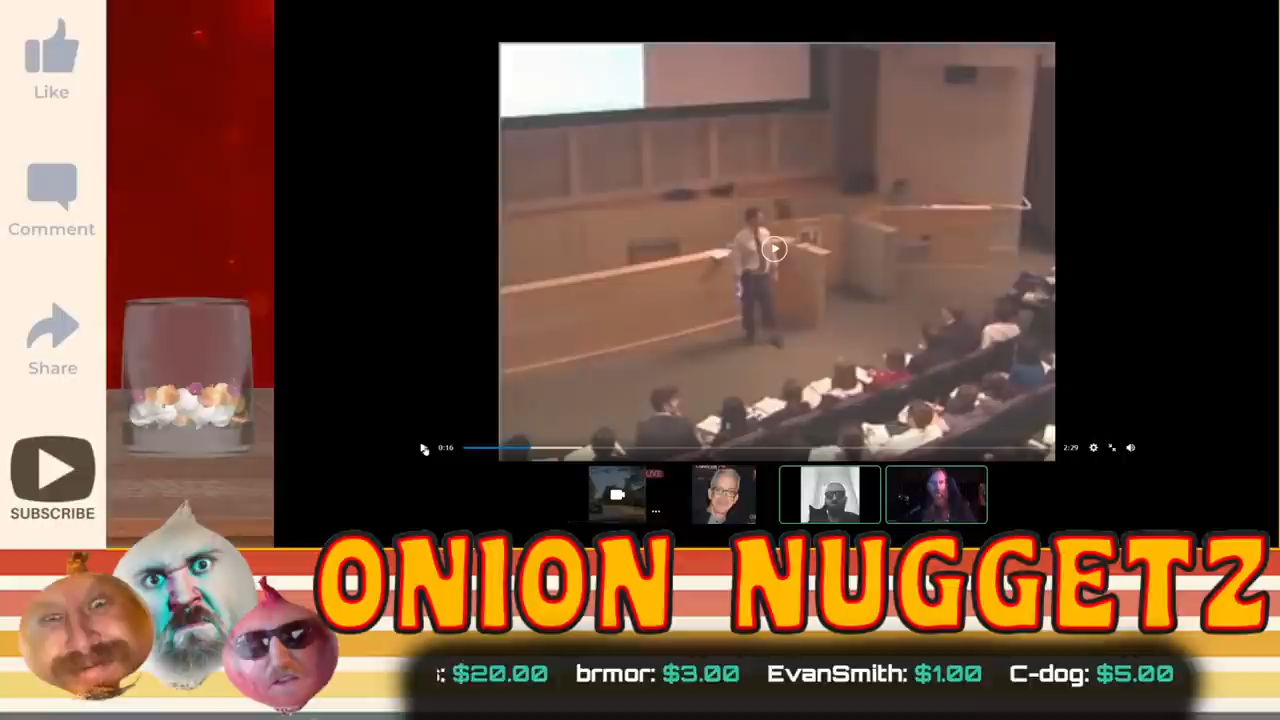 Like
Comment
Share
SUBSCRIBE
0:16
2:29
LIVE
...
ONION NUGGETZ
: $20.00 brmor: $3.00 EvanSmith: $1.00 C-dog: $5.00